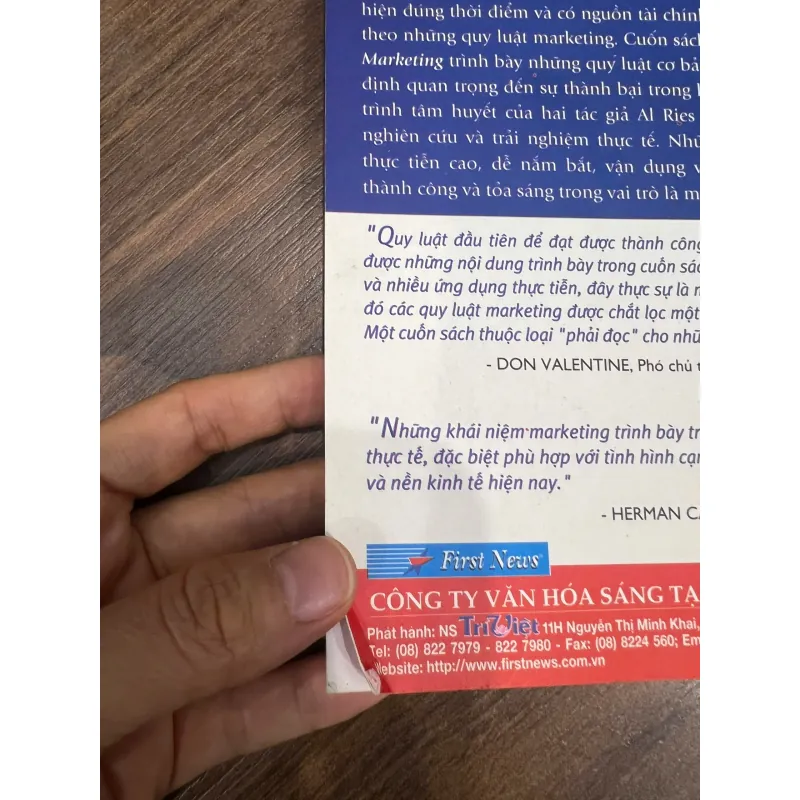 hiện đúng thời điểm và có nguồn tài chính
theo những quy luật marketing. Cuốn sách
Marketing trình bày những quy luật cơ bả
định quan trọng đến sự thành bại trong
trình tâm huyết của hai tác giả Al Ries
nghiên cứu và trải nghiệm thực tế. Nhữ
thực tiễn cao, dễ nắm bắt, vận dụng v
thành công và tỏa sáng trong vai trò là m
"Quy luật đầu tiên để đạt được thành công
được những nội dung trình bày trong cuốn sác
và nhiều ứng dụng thực tiễn, đây thực sự là
đó các quy luật marketing được chắt lọc một
Một cuốn sách thuộc loại "phải đọc" cho nhữ
- DON VALENTINE, Phó chủ t
"Những khái niệm marketing trình bày tr
thực tế, đặc biệt phù hợp với tình hình cạ
và nền kinh tế hiện nay."
- HERMAN CA
First News
CÔNG TY VĂN HÓA SÁNG TẠ
Phát hành: NS TríViệt 11H Nguyễn Thị Minh Khai,
Tel: (08) 822 7979 - 822 7980 - Fax: (08) 8224 560; Em
Website: http://www.firstnews.com.vn